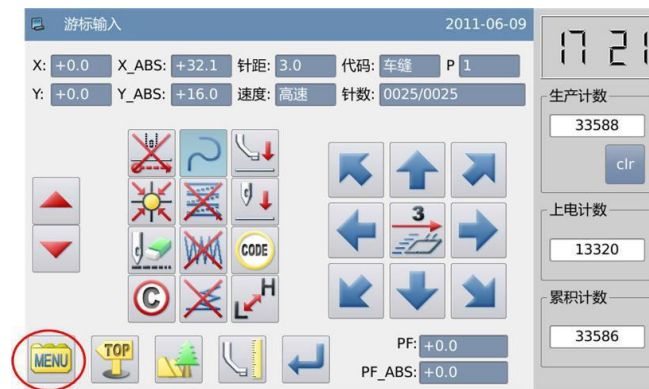 游标输入 2011-06-09
17 21
X: +0.0 X_ABS: +32.1 针距: 3.0 代码: 车缝 P 1
Y: +0.0 Y_ABS: +16.0 速度: 高速 针数: 0025/0025
生产计数
33588
clr
上电计数
13320
累积计数
33586
3
CODE
C
L H
MENU
TOP
PF: +0.0
PF_ABS: +0.0